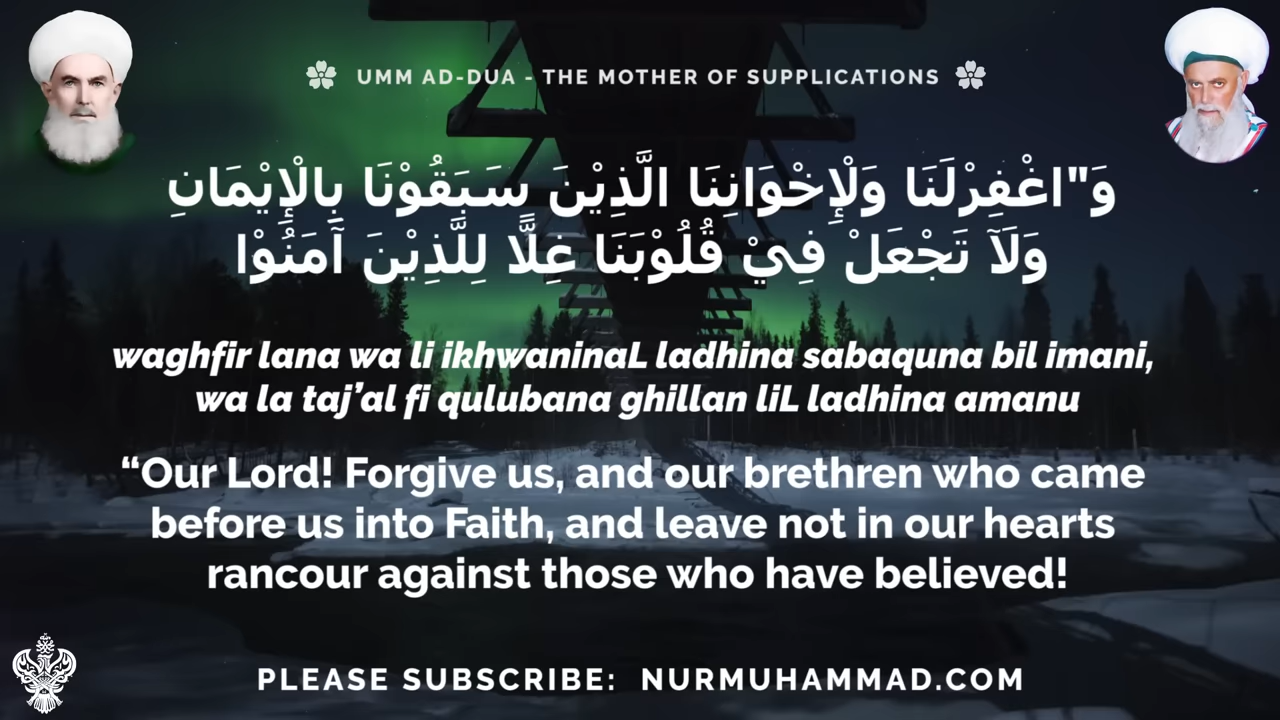 UMM AD-DUA - THE MOTHER OF SUPPLICATIONS
وَ"اغْفِرْلَنَا وَلْإِخْوَانِنَا الَّذِيْنَ سَبَقُوْنَا بِالْإِيْمَانِ
وَلَآ تَجْعَلْ فِيْ قُلُوْبَنَا غِلًّا لِلَّذِيْنَ آَمَنُوْا
waghfir lana wa li ikhwaninaL ladhina sabaquna bil imani,
wa la taj’al fi qulubana ghillan liL ladhina amanu
“Our Lord! Forgive us, and our brethren who came
before us into Faith, and leave not in our hearts
rancour against those who have believed!
PLEASE SUBSCRIBE: NURMUHAMMAD.COM